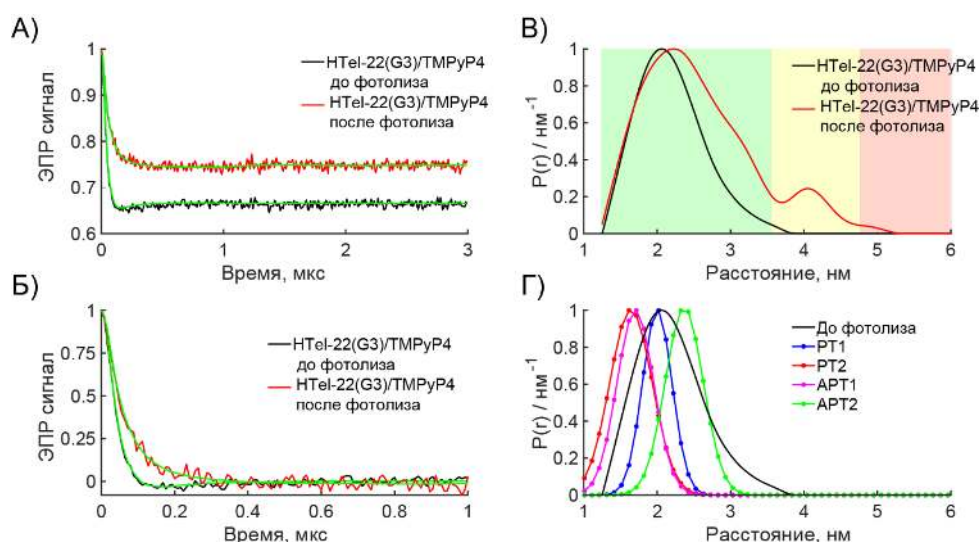 А)
1
0.9
0.8
0.7
0.6
ЭПР сигнал
HTel-22(G3)/TMPyP4
до фотолиза
HTel-22(G3)/TMPyP4
после фотолиза
0
1
2
3
Время, мкс
В)
1
0.8
0.6
0.4
0.2
0
P(r) / нм⁻¹
HTel-22(G3)/TMPyP4
до фотолиза
HTel-22(G3)/TMPyP4
после фотолиза
1
2
3
4
5
6
Расстояние, нм
Б)
1
0.75
0.5
0.25
0
ЭПР сигнал
HTel-22(G3)/TMPyP4
до фотолиза
HTel-22(G3)/TMPyP4
после фотолиза
0
0.2
0.4
0.6
0.8
1
Время, мкс
Г)
1
0.8
0.6
0.4
0.2
0
P(r) / нм⁻¹
До фотолиза
PT1
PT2
APT1
APT2
1
2
3
4
5
6
Расстояние, нм